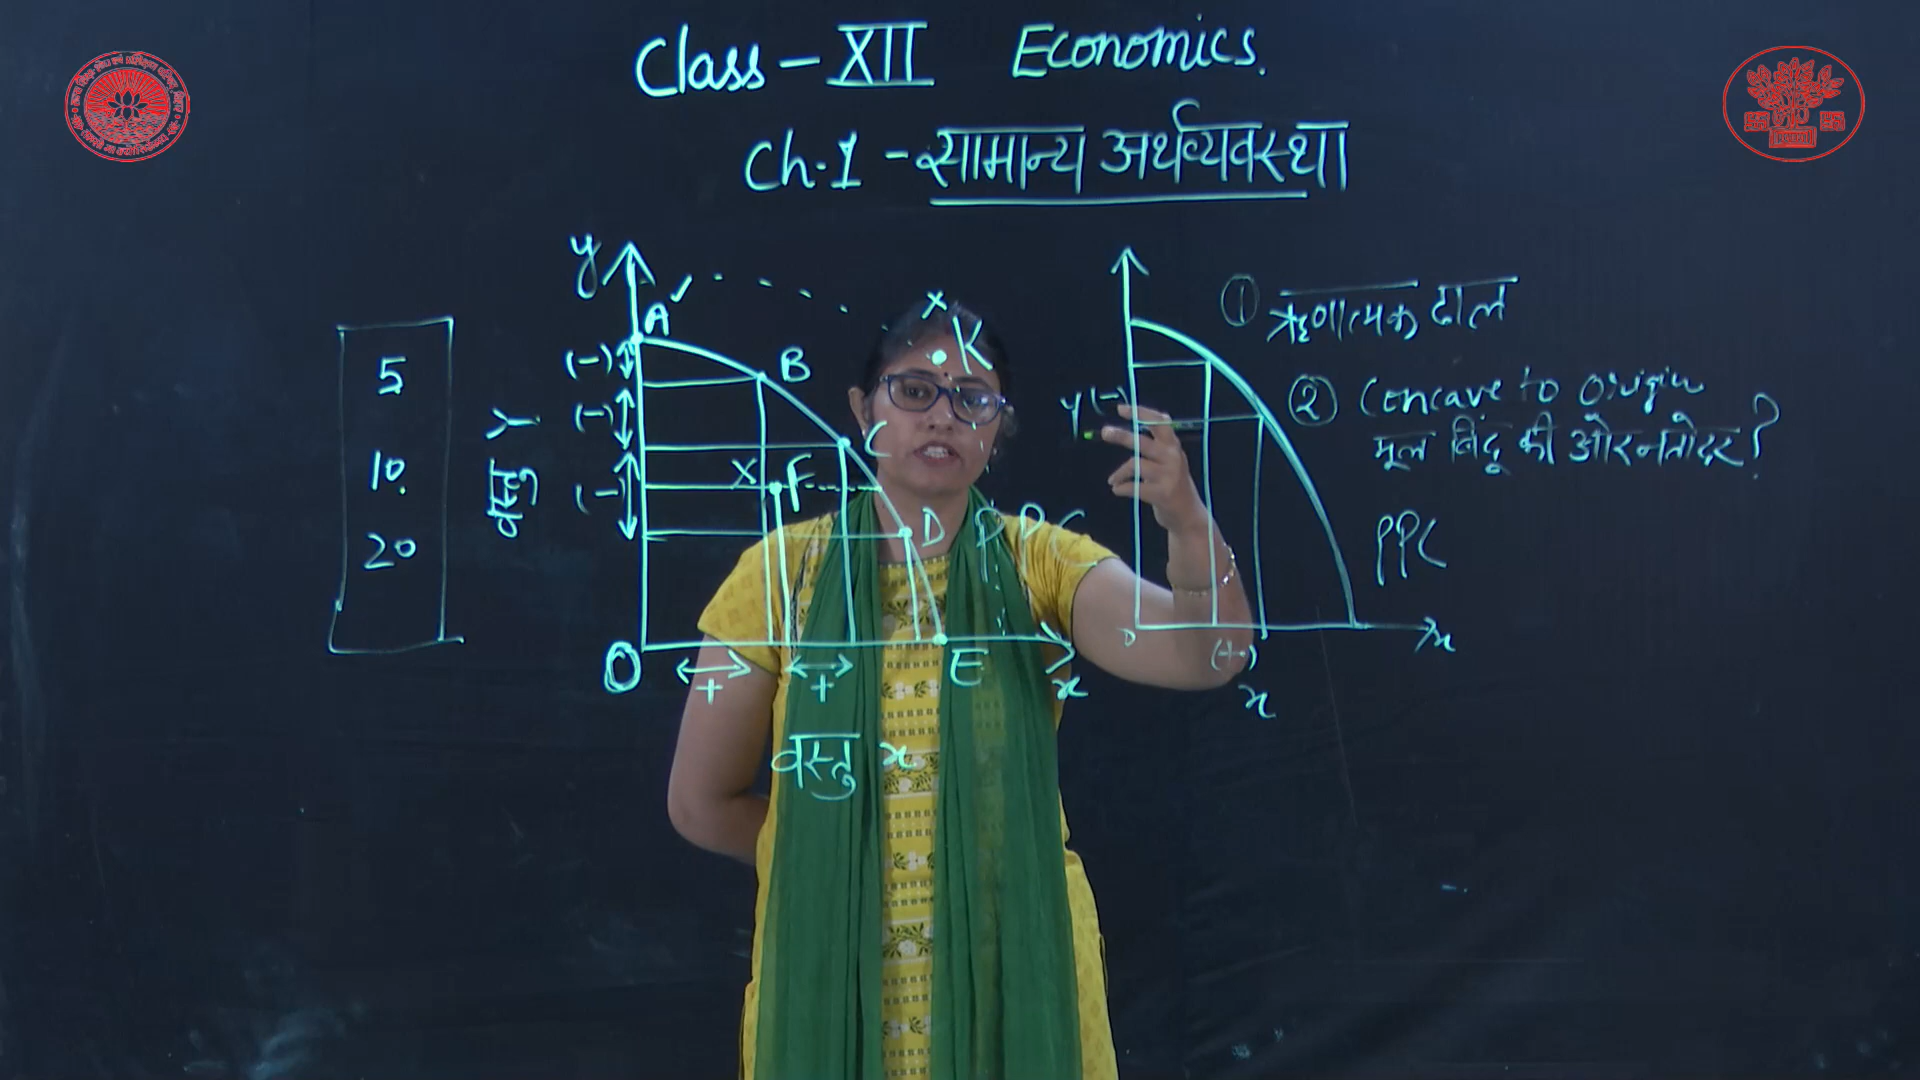 Class - XII Economics.
Ch.1 - सामान्य अर्थव्यवस्था
5
10
20
y
A
B
C
D
E
F
X
x
K
O
(-)
(-)
(-)
वस्तु Y
+
+
x
वस्तु x
PPC
① ऋणात्मक ढाल
② Concave to origin
मूल बिंदु की ओर नतोदर?
PPC
y (-)
(+)
x
x